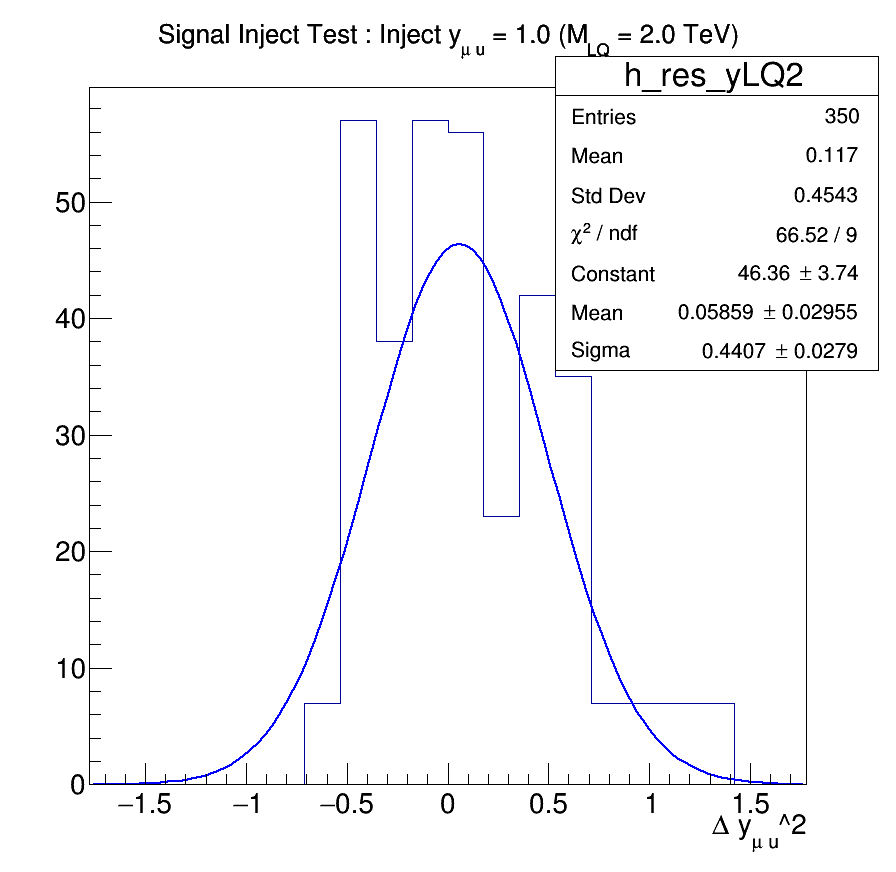 Signal Inject Test : Inject y_μ u = 1.0 (M_LQ = 2.0 TeV)
h_res_yLQ2
Entries 350
Mean 0.117
Std Dev 0.4543
χ² / ndf 66.52 / 9
Constant 46.36 ± 3.74
Mean 0.05859 ± 0.02955
Sigma 0.4407 ± 0.0279
50
40
30
20
10
0
−1.5 −1 −0.5 0 0.5 1 1.5
Δ y_μ u^2